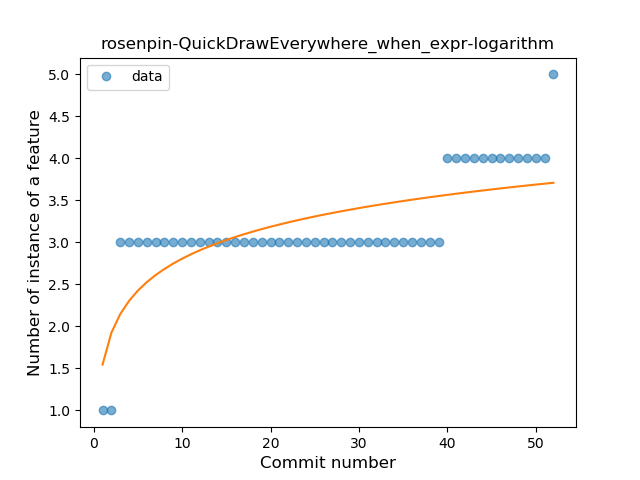 rosenpin-QuickDrawEverywhere_when_expr-logarithm
data
5.0
4.5
4.0
3.5
3.0
2.5
2.0
1.5
1.0
Number of instance of a feature
0 10 20 30 40 50
Commit number